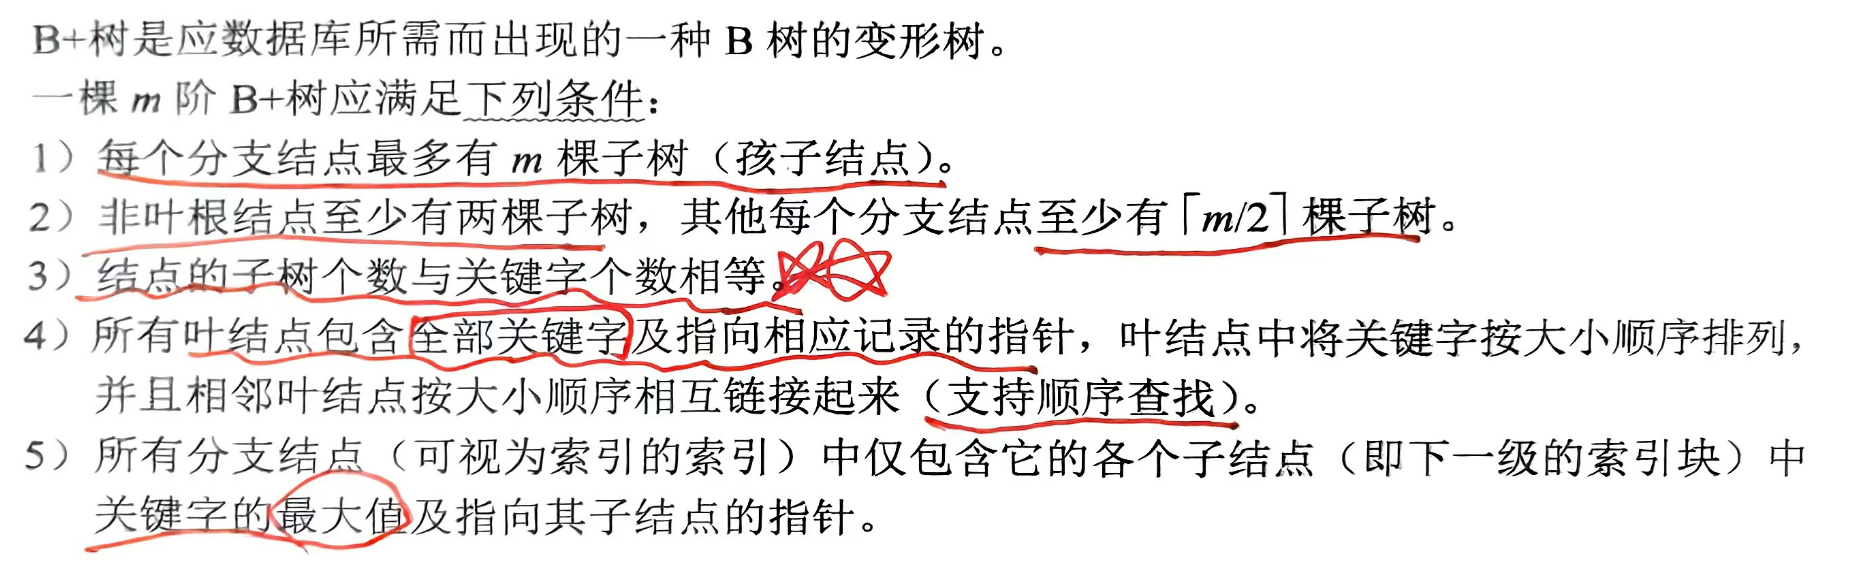 B+树是应数据库所需而出现的一种 B 树的变形树。
一棵 m 阶 B+树应满足下列条件：
1）每个分支结点最多有 m 棵子树（孩子结点）。
2）非叶根结点至少有两棵子树，其他每个分支结点至少有⌈m/2⌉棵子树。
3）结点的子树个数与关键字个数相等。
4）所有叶结点包含全部关键字及指向相应记录的指针，叶结点中将关键字按大小顺序排列，
并且相邻叶结点按大小顺序相互链接起来（支持顺序查找）。
5）所有分支结点（可视为索引的索引）中仅包含它的各个子结点（即下一级的索引块）中
关键字的最大值及指向其子结点的指针。